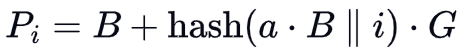 P_i = B + hash(a · B ∥ i) · G